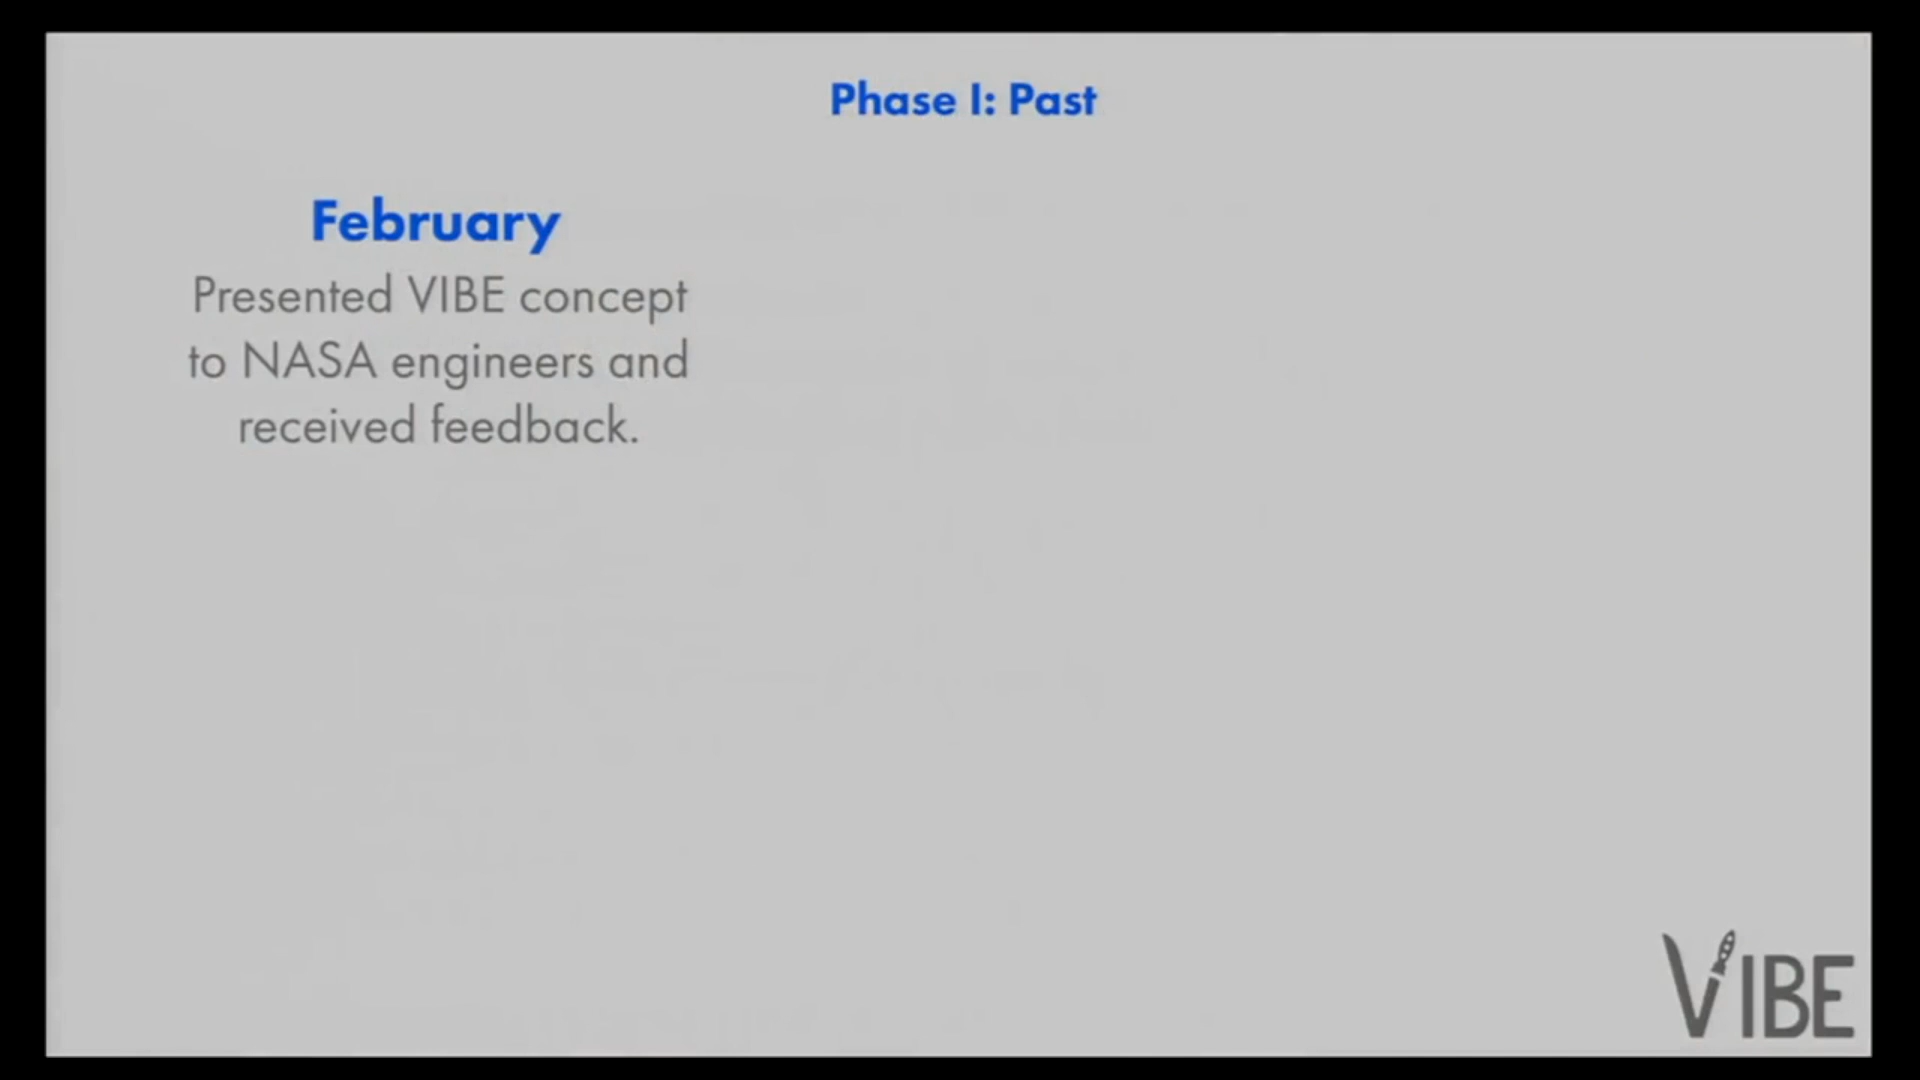 Phase I: Past
February
Presented VIBE concept
to NASA engineers and
received feedback.
VIBE